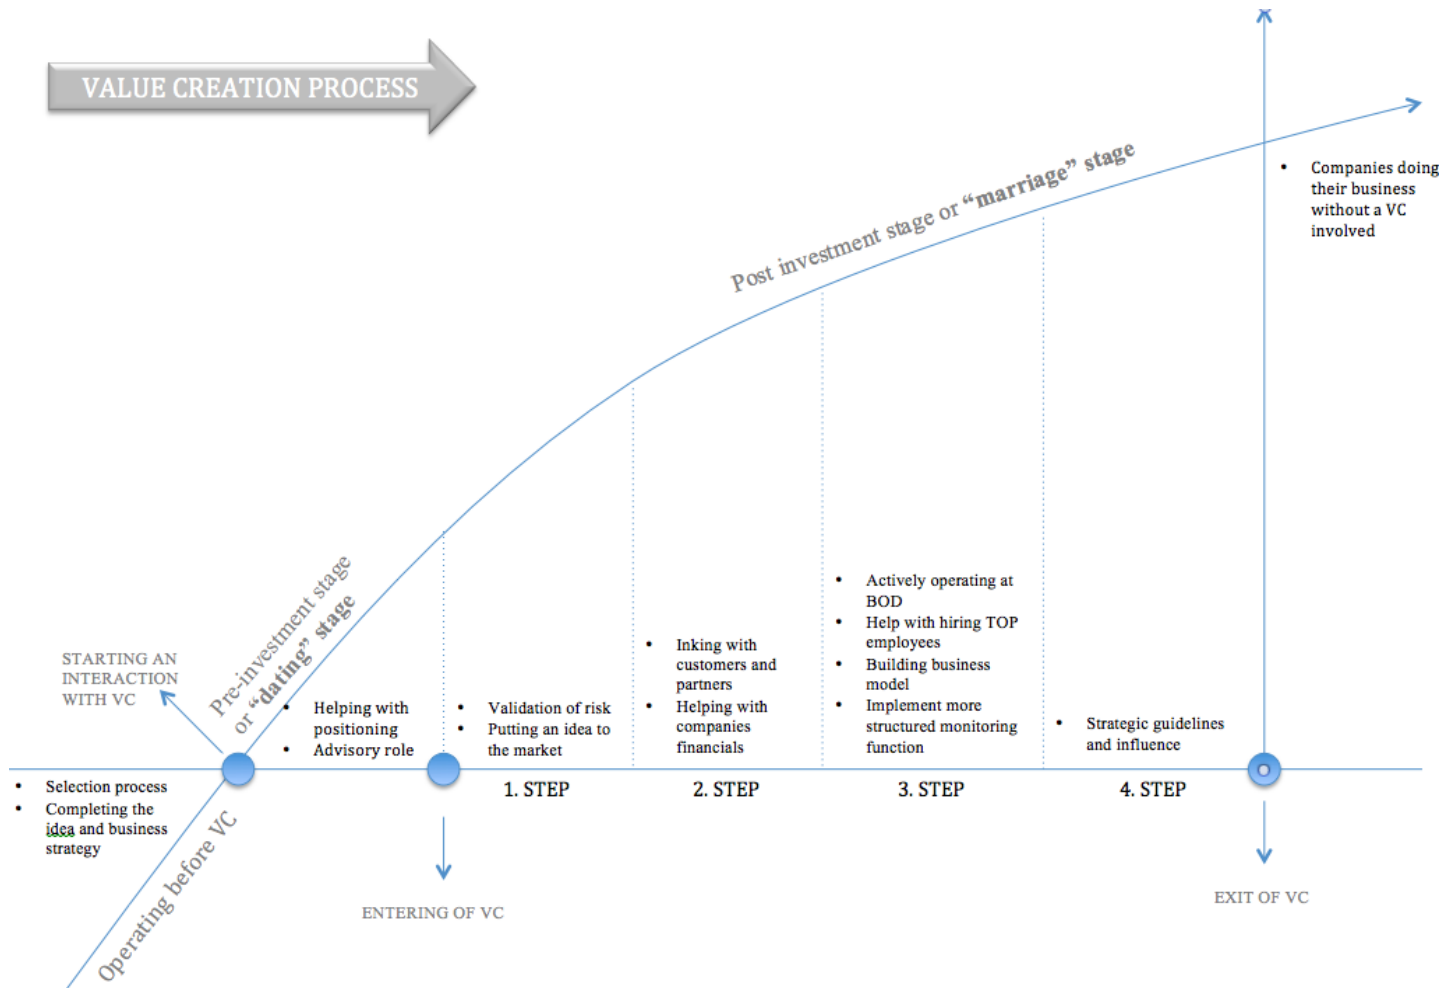 VALUE CREATION PROCESS
Post investment stage or “marriage” stage
• Companies doing
their business
without a VC
involved
Pre-investment stage
or “dating” stage
STARTING AN
INTERACTION
WITH VC
• Helping with
positioning
• Advisory role
• Validation of risk
• Putting an idea to
the market
• Inking with
customers and
partners
• Helping with
companies
financials
• Actively operating at
BOD
• Help with hiring TOP
employees
• Building business
model
• Implement more
structured monitoring
function
• Strategic guidelines
and influence
• Selection process
• Completing the
idea and business
strategy
Operating before VC
1. STEP
2. STEP
3. STEP
4. STEP
ENTERING OF VC
EXIT OF VC